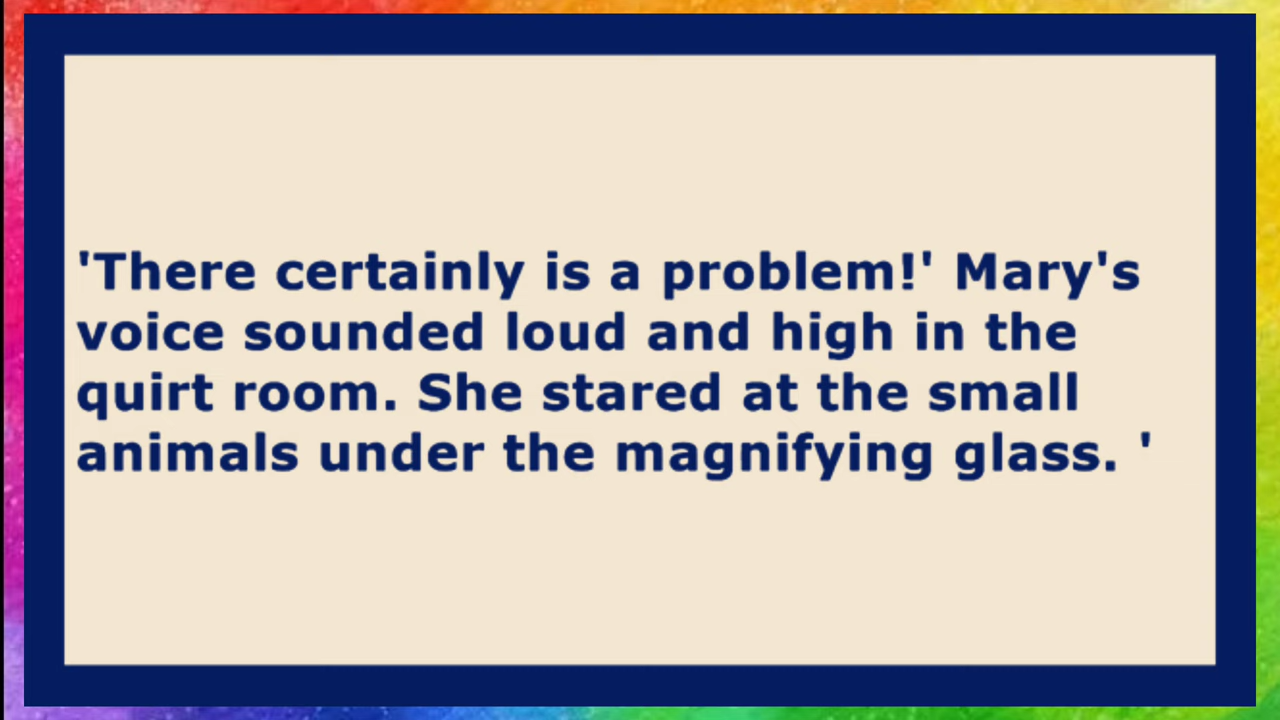 'There certainly is a problem!' Mary's
voice sounded loud and high in the
quirt room. She stared at the small
animals under the magnifying glass. '